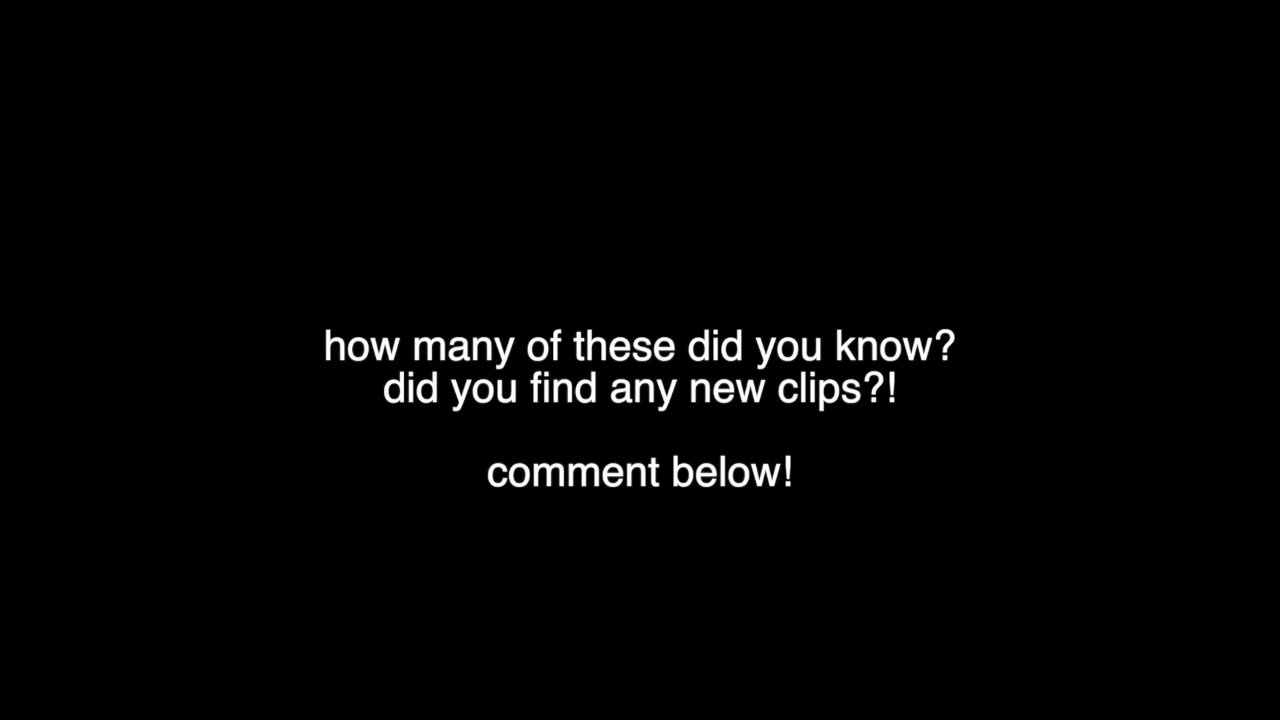 how many of these did you know?
did you find any new clips?!
comment below!